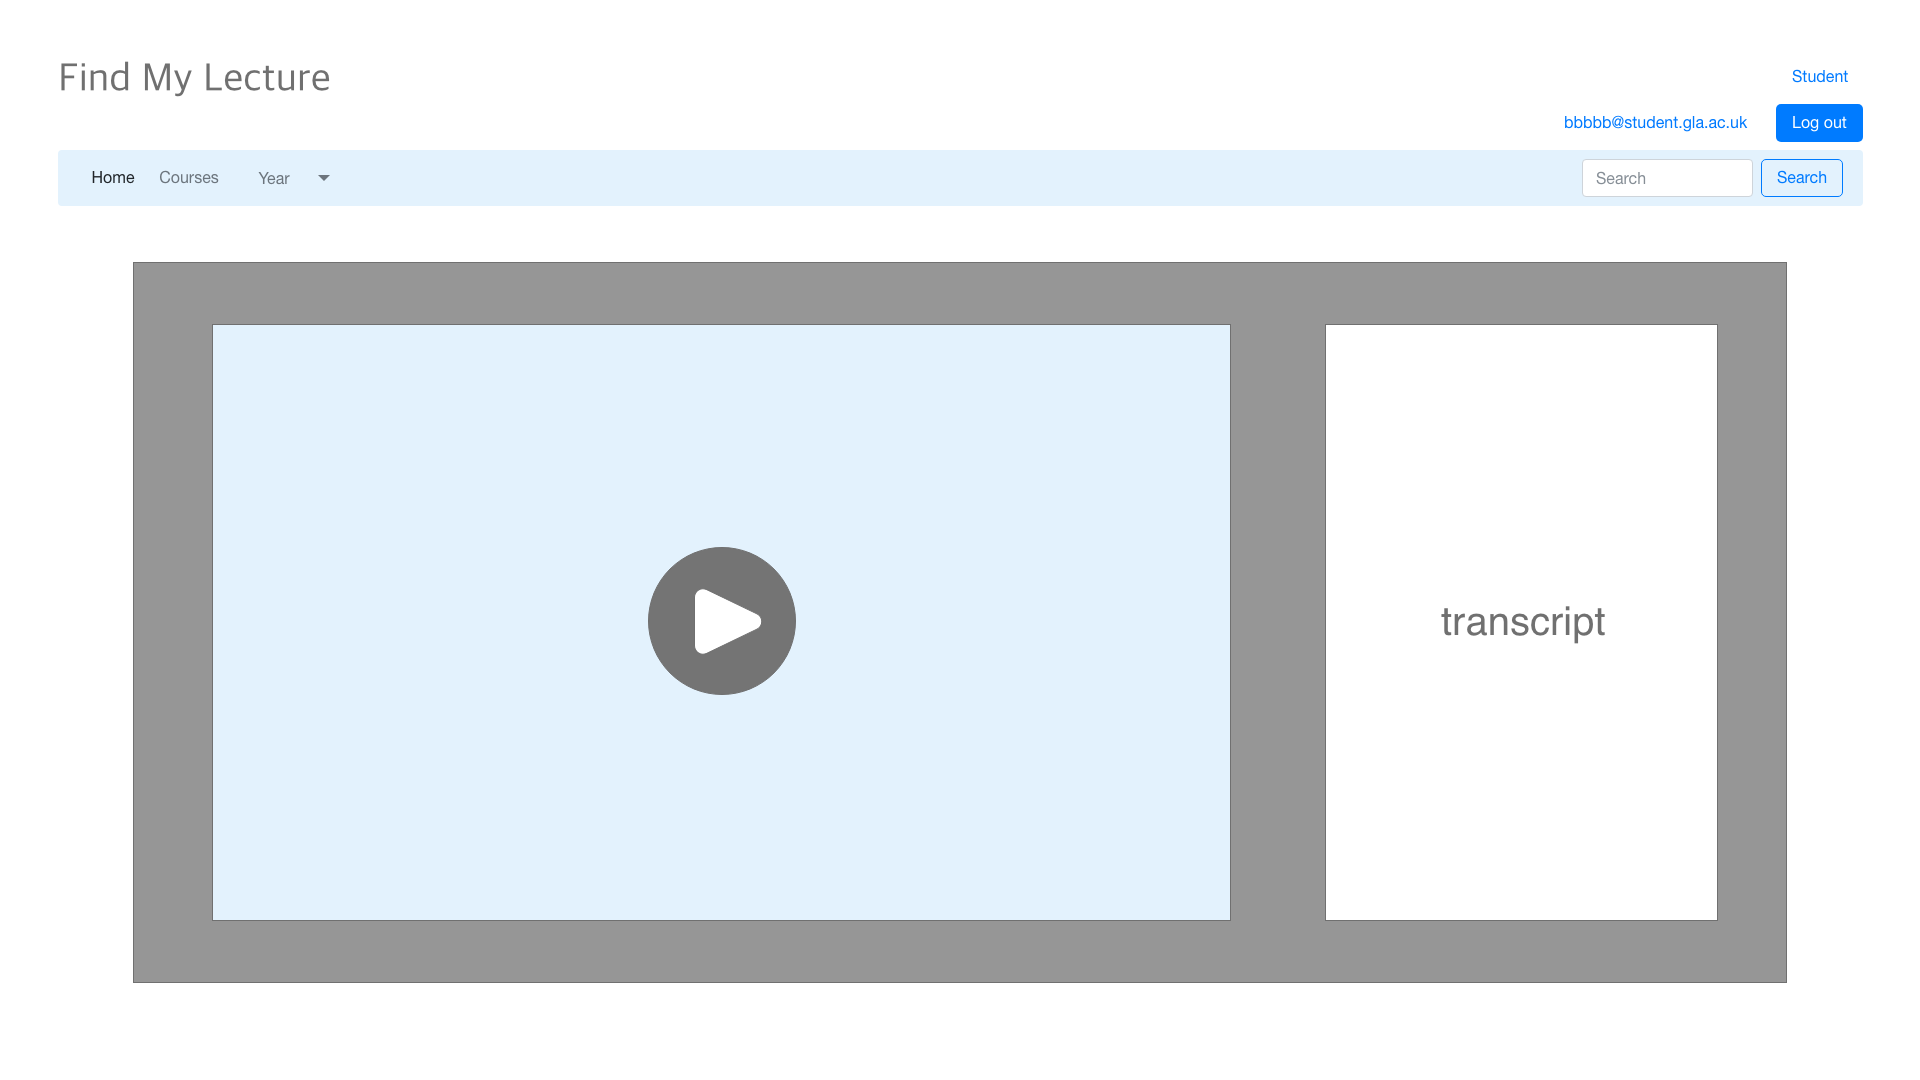 Find My Lecture
Student
bbbbb@student.gla.ac.uk
Log out
Home Courses Year
Search
Search
transcript